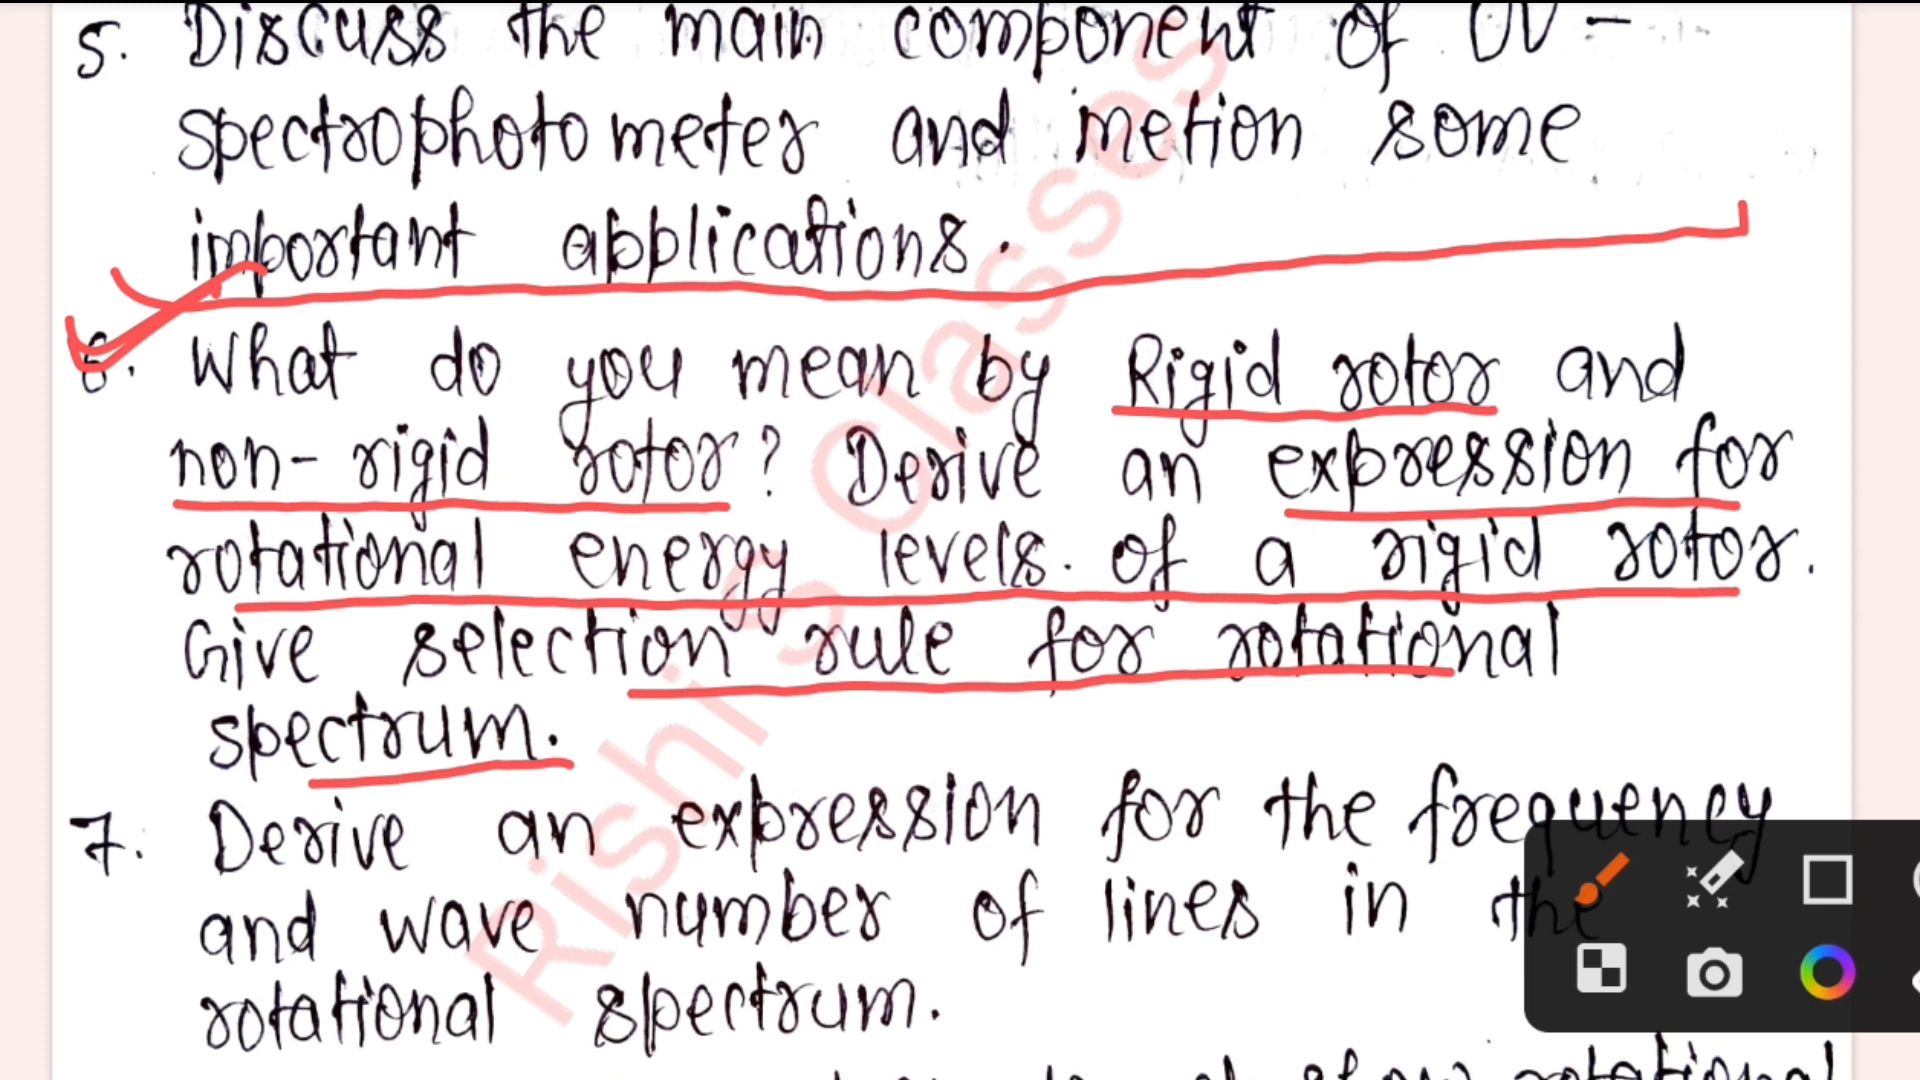 5. Discuss the main component of UV -
spectrophotometer and metion some
important applications.
6. What do you mean by Rigid rotor and
non-rigid rotor? Derive an expression for
rotational energy levels. of a rigid rotor.
Give selection rule for rotational
spectrum.
7. Derive an expression for the frequency
and wave number of lines in the
rotational spectrum.
rotational
Rishi's Classes